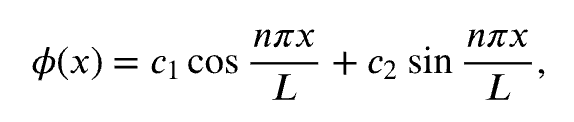 ϕ(x) = c₁ cos nπx/L + c₂ sin nπx/L,